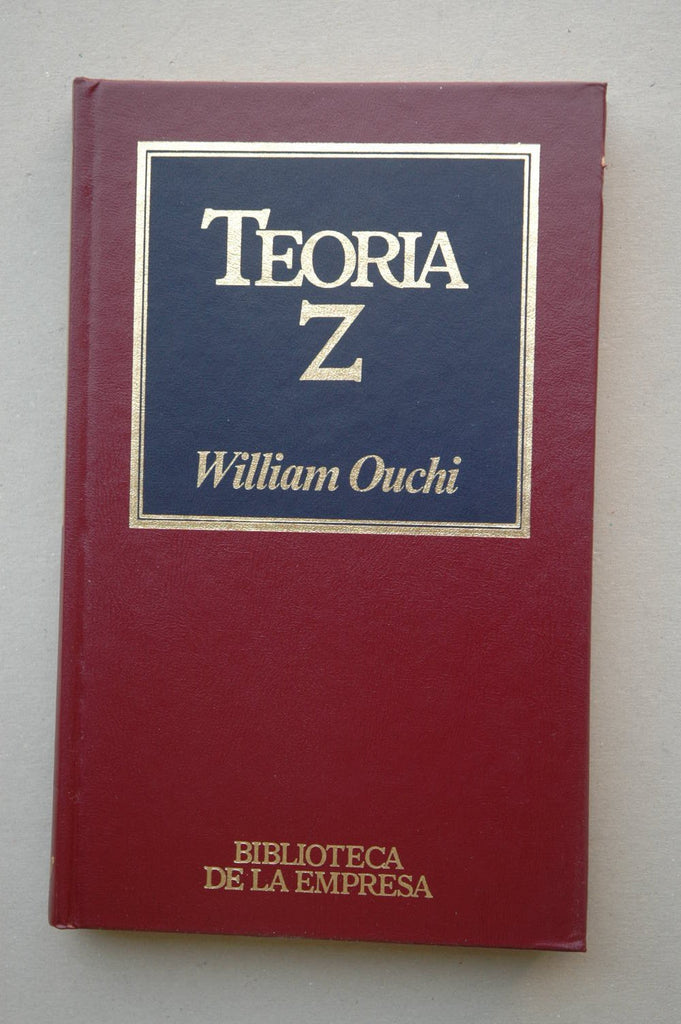 TEORIA
Z
William Ouchi
BIBLIOTECA
DE LA EMPRESA